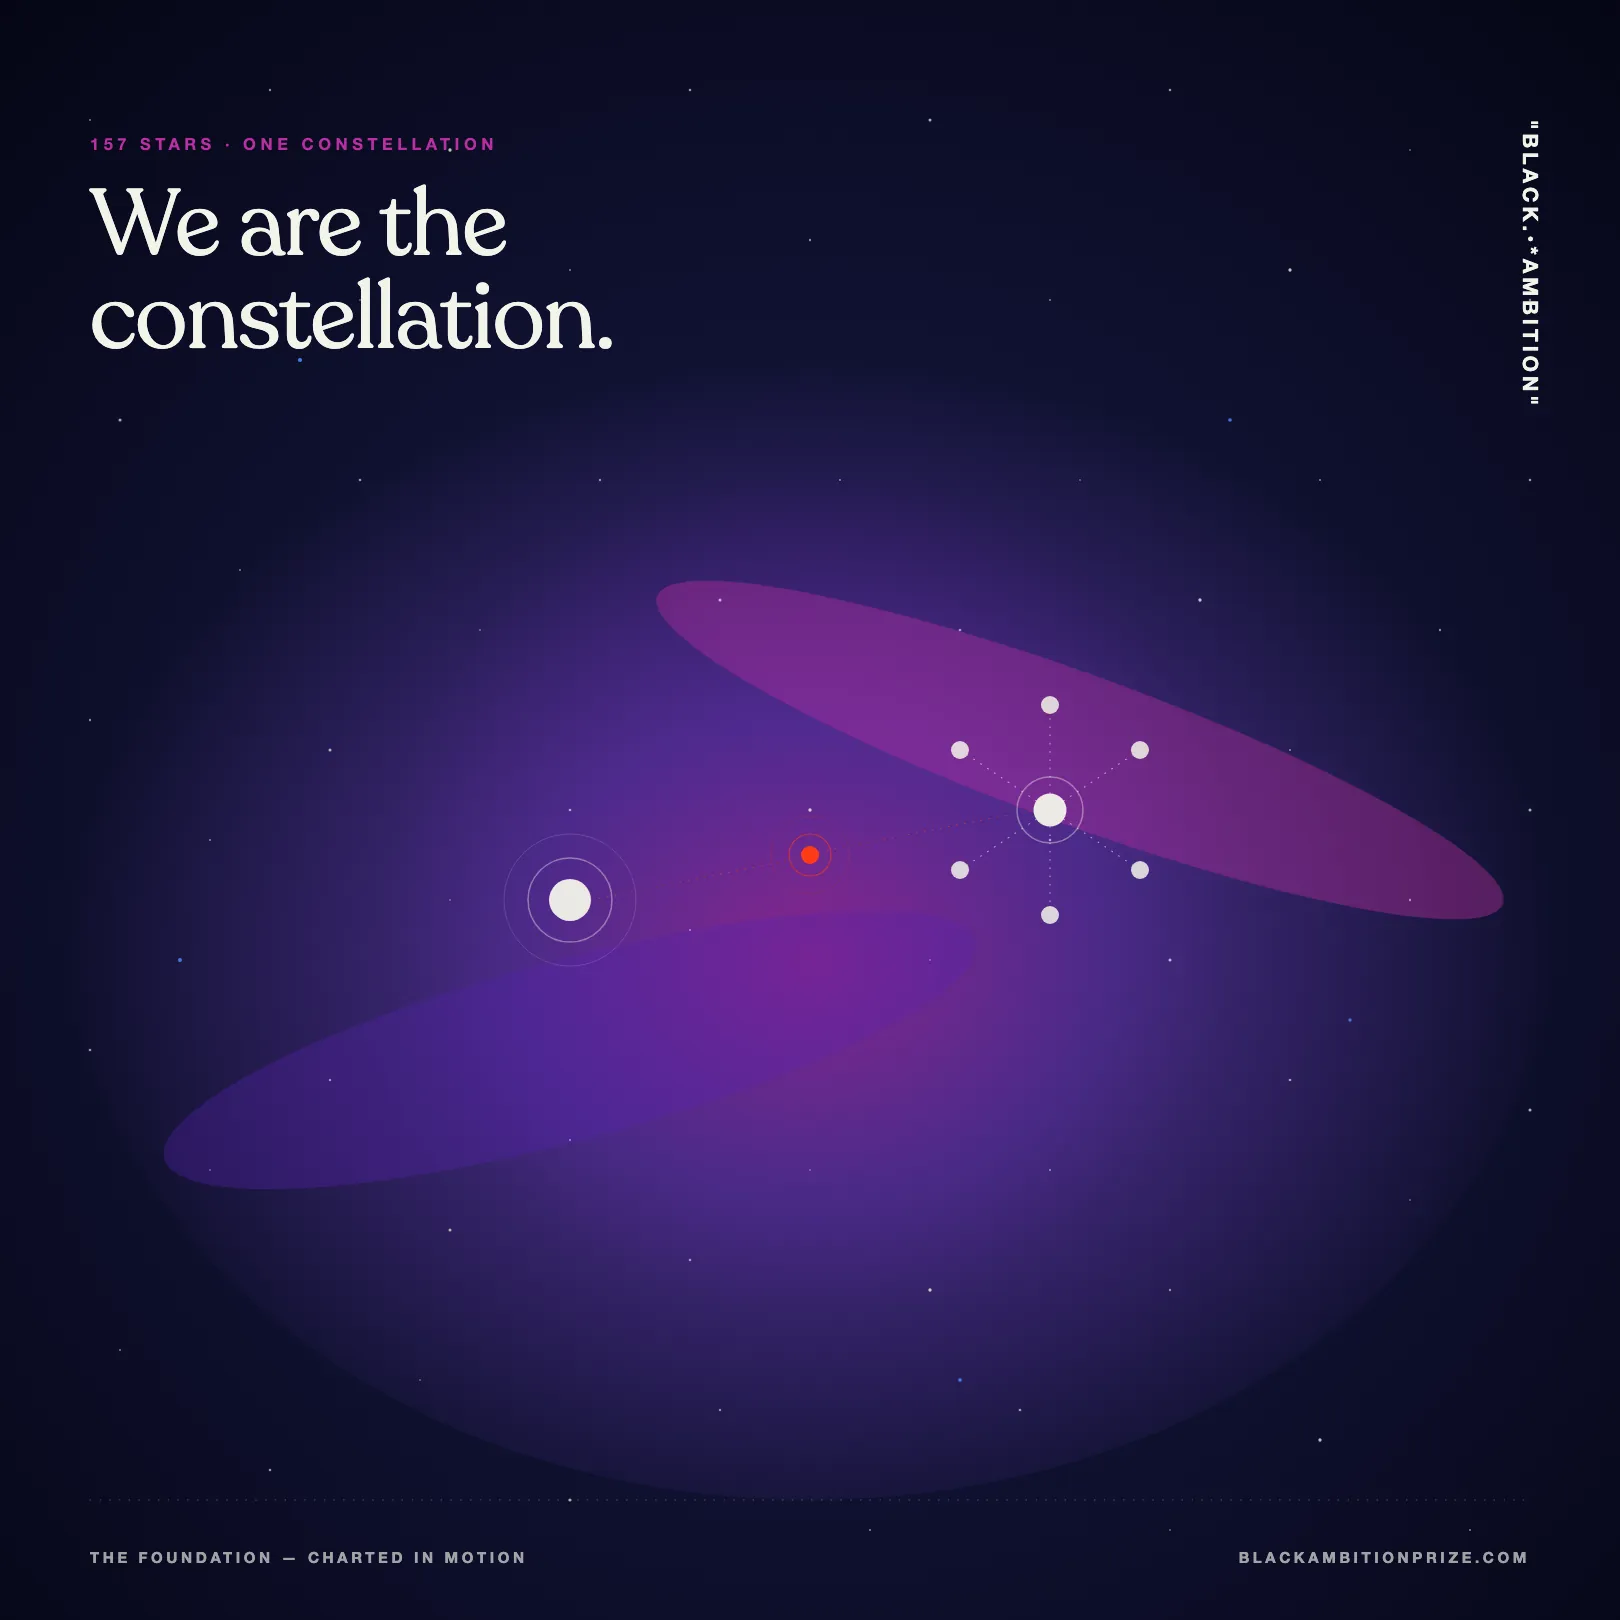 157 STARS · ONE CONSTELLATION
We are the
constellation.
"BLACK.·*AMBITION"
THE FOUNDATION — CHARTED IN MOTION
BLACKAMBITIONPRIZE.COM